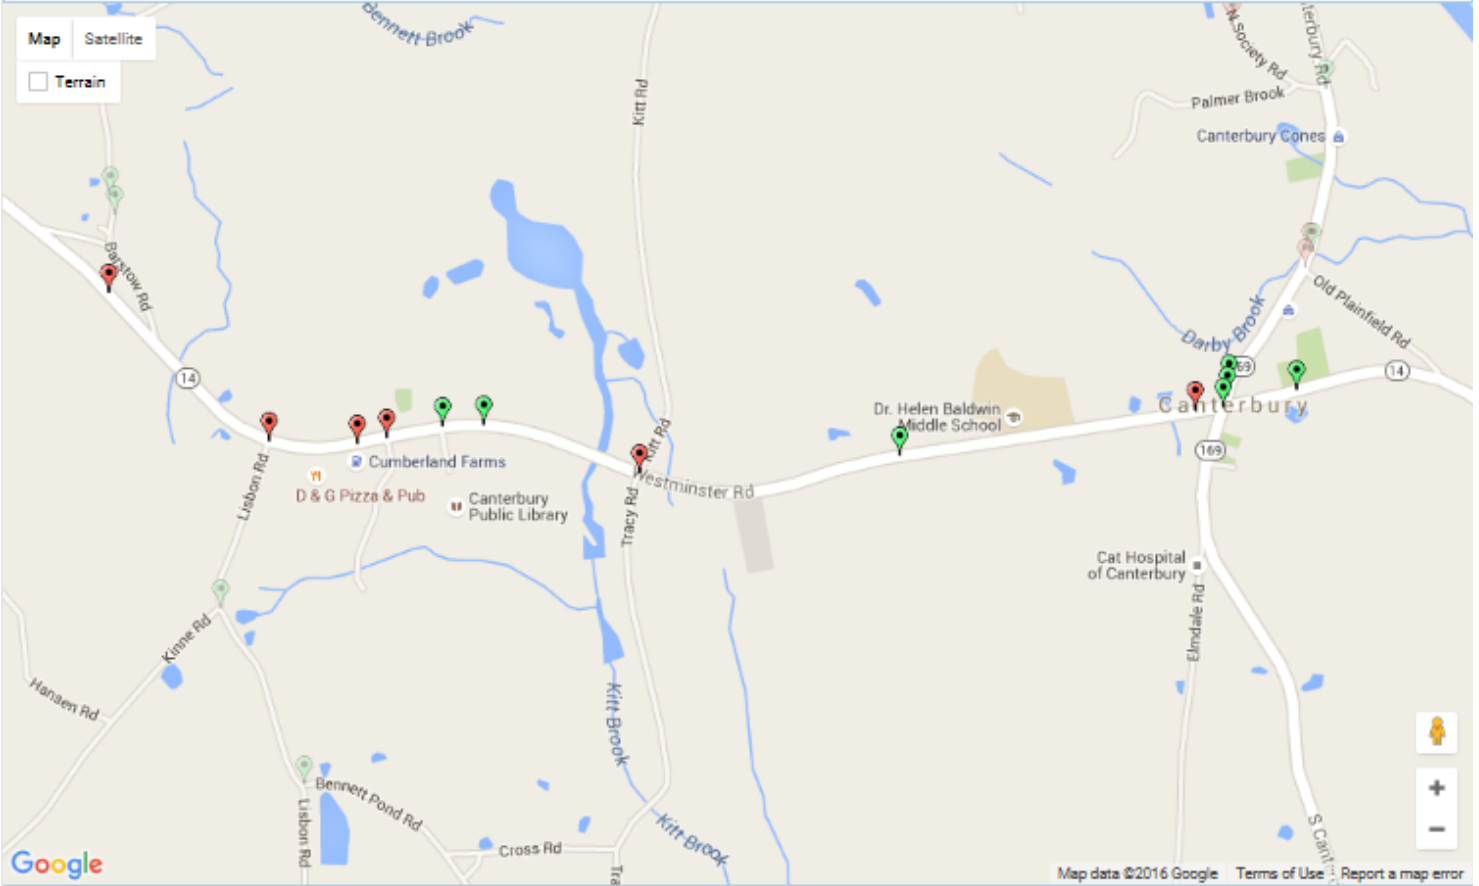 Bennett Brook
Map
Satellite
Terrain
Kitt Rd
N Society Rd
terbury Rd
Palmer Brook
Canterbury Cones
Barstow Rd
Old Plainfield Rd
Darby Brook
14
69
14
Dr. Helen Baldwin
Middle School
Canterbury
Kitt Rd
169
Cumberland Farms
Westminster Rd
Lisbon Rd
D & G Pizza & Pub
Canterbury
Public Library
Tracy Rd
Cat Hospital
of Canterbury
Elmdale Rd
Kinne Rd
Hansen Rd
Kitt Brook
Bennett Pond Rd
Lisbon Rd
Cross Rd
Kitt Brook
Tra
S Cant
Google
Map data ©2016 Google
Terms of Use
Report a map error